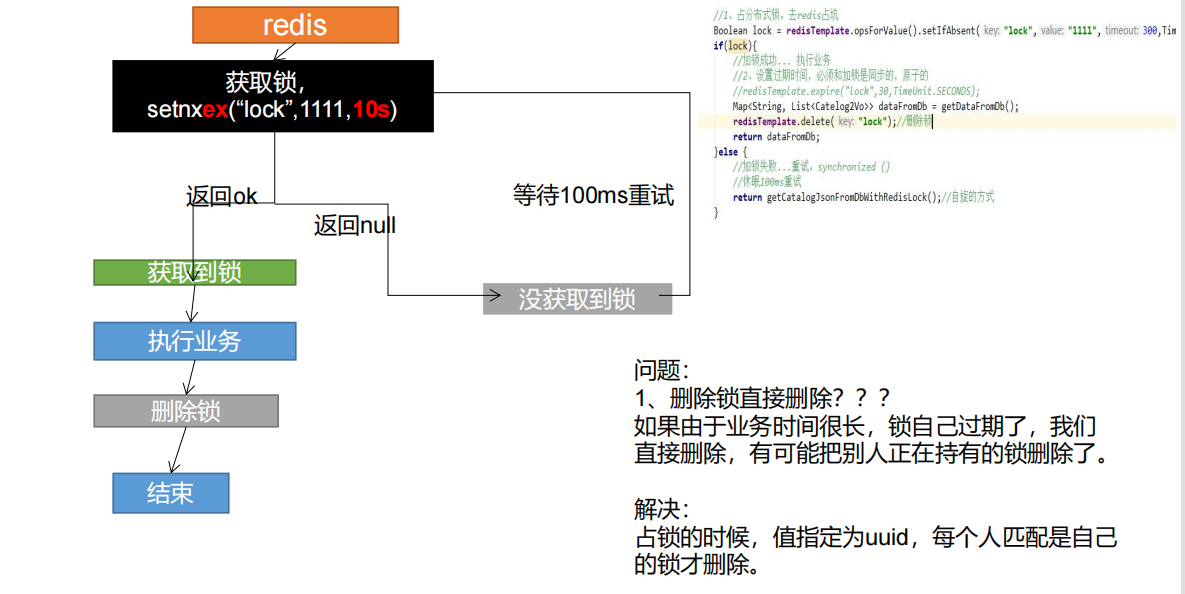 redis
获取锁，
setnxex(“lock”,1111,10s)
返回ok
返回null
等待100ms重试
获取到锁
没获取到锁
执行业务
删除锁
结束
//1、占分布式锁。去redis占坑
Boolean lock = redisTemplate.opsForValue().setIfAbsent( key: "lock", value: "1111", timeout: 300,Tim
if(lock){
//加锁成功... 执行业务
//2、设置过期时间，必须和加锁是同步的，原子的
//redisTemplate.expire("lock",30,TimeUnit.SECONDS);
Map<String, List<Catelog2Vo>> dataFromDb = getDataFromDb();
redisTemplate.delete( key: "lock");//删除锁
return dataFromDb;
}else {
//加锁失败...重试。synchronized ()
//休眠100ms重试
return getCatalogJsonFromDbWithRedisLock();//自旋的方式
}
问题：
1、删除锁直接删除？？？
如果由于业务时间很长，锁自己过期了，我们
直接删除，有可能把别人正在持有的锁删除了。
解决：
占锁的时候，值指定为uuid，每个人匹配是自己
的锁才删除。